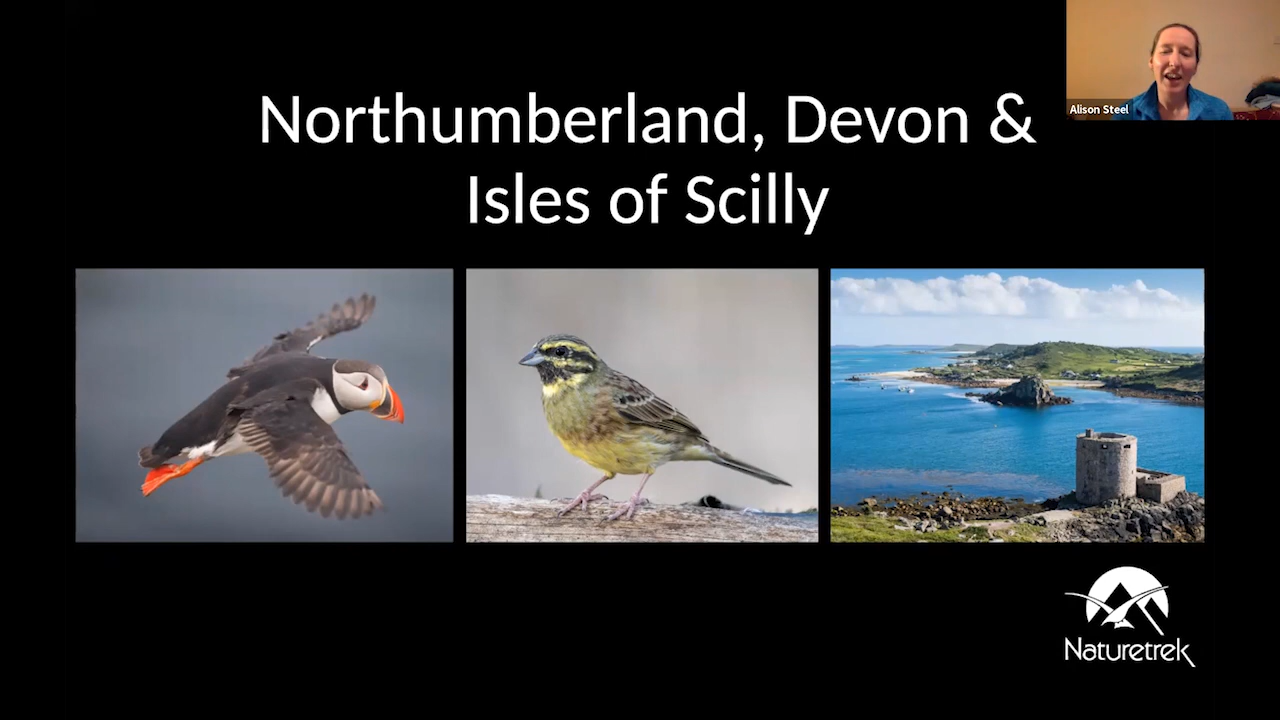 Northumberland, Devon &
Isles of Scilly
Alison Steel
Naturetrek